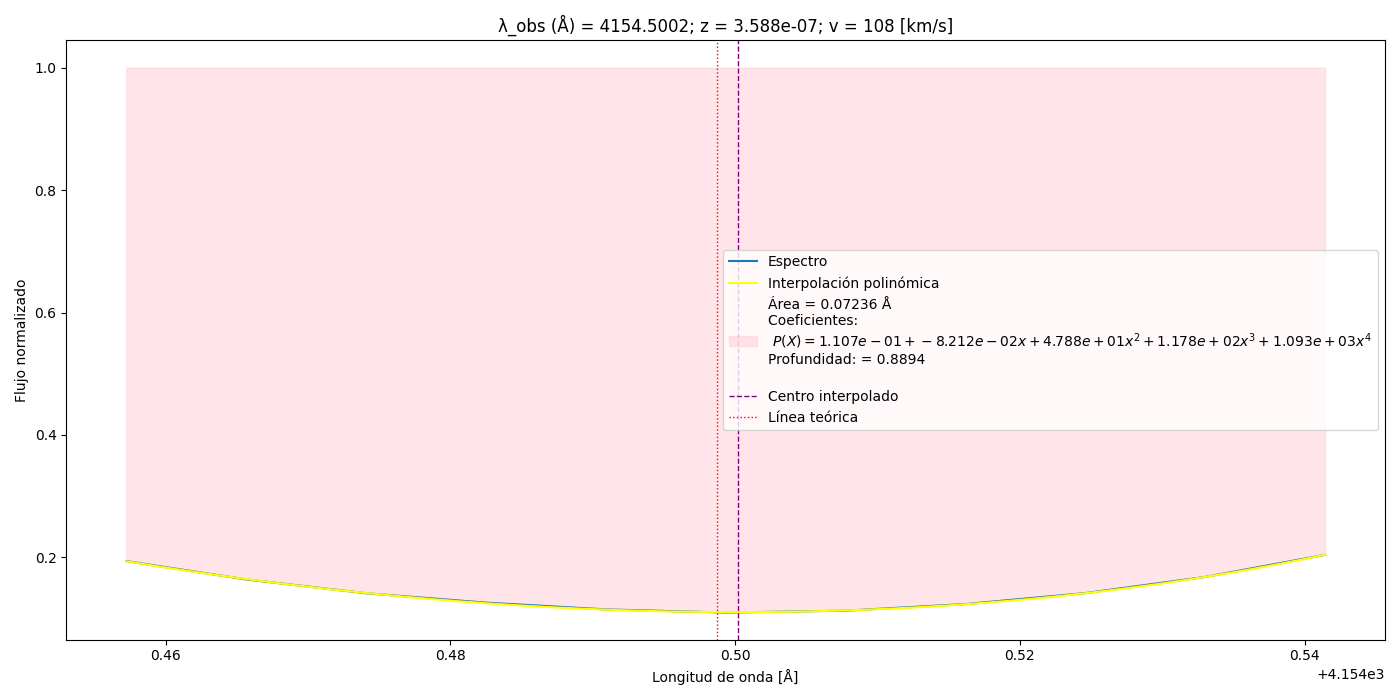 λ_obs (Å) = 4154.5002; z = 3.588e-07; v = 108 [km/s]
Flujo normalizado
1.0
0.8
0.6
0.4
0.2
Espectro
Interpolación polinómica
Área = 0.07236 Å
Coeficientes:
P(X) = 1.107e − 01 + −8.212e − 02x + 4.788e + 01x² + 1.178e + 02x³ + 1.093e + 03x⁴
Profundidad: = 0.8894
Centro interpolado
Línea teórica
0.46
0.48
0.50
0.52
0.54
+4.154e3
Longitud de onda [Å]